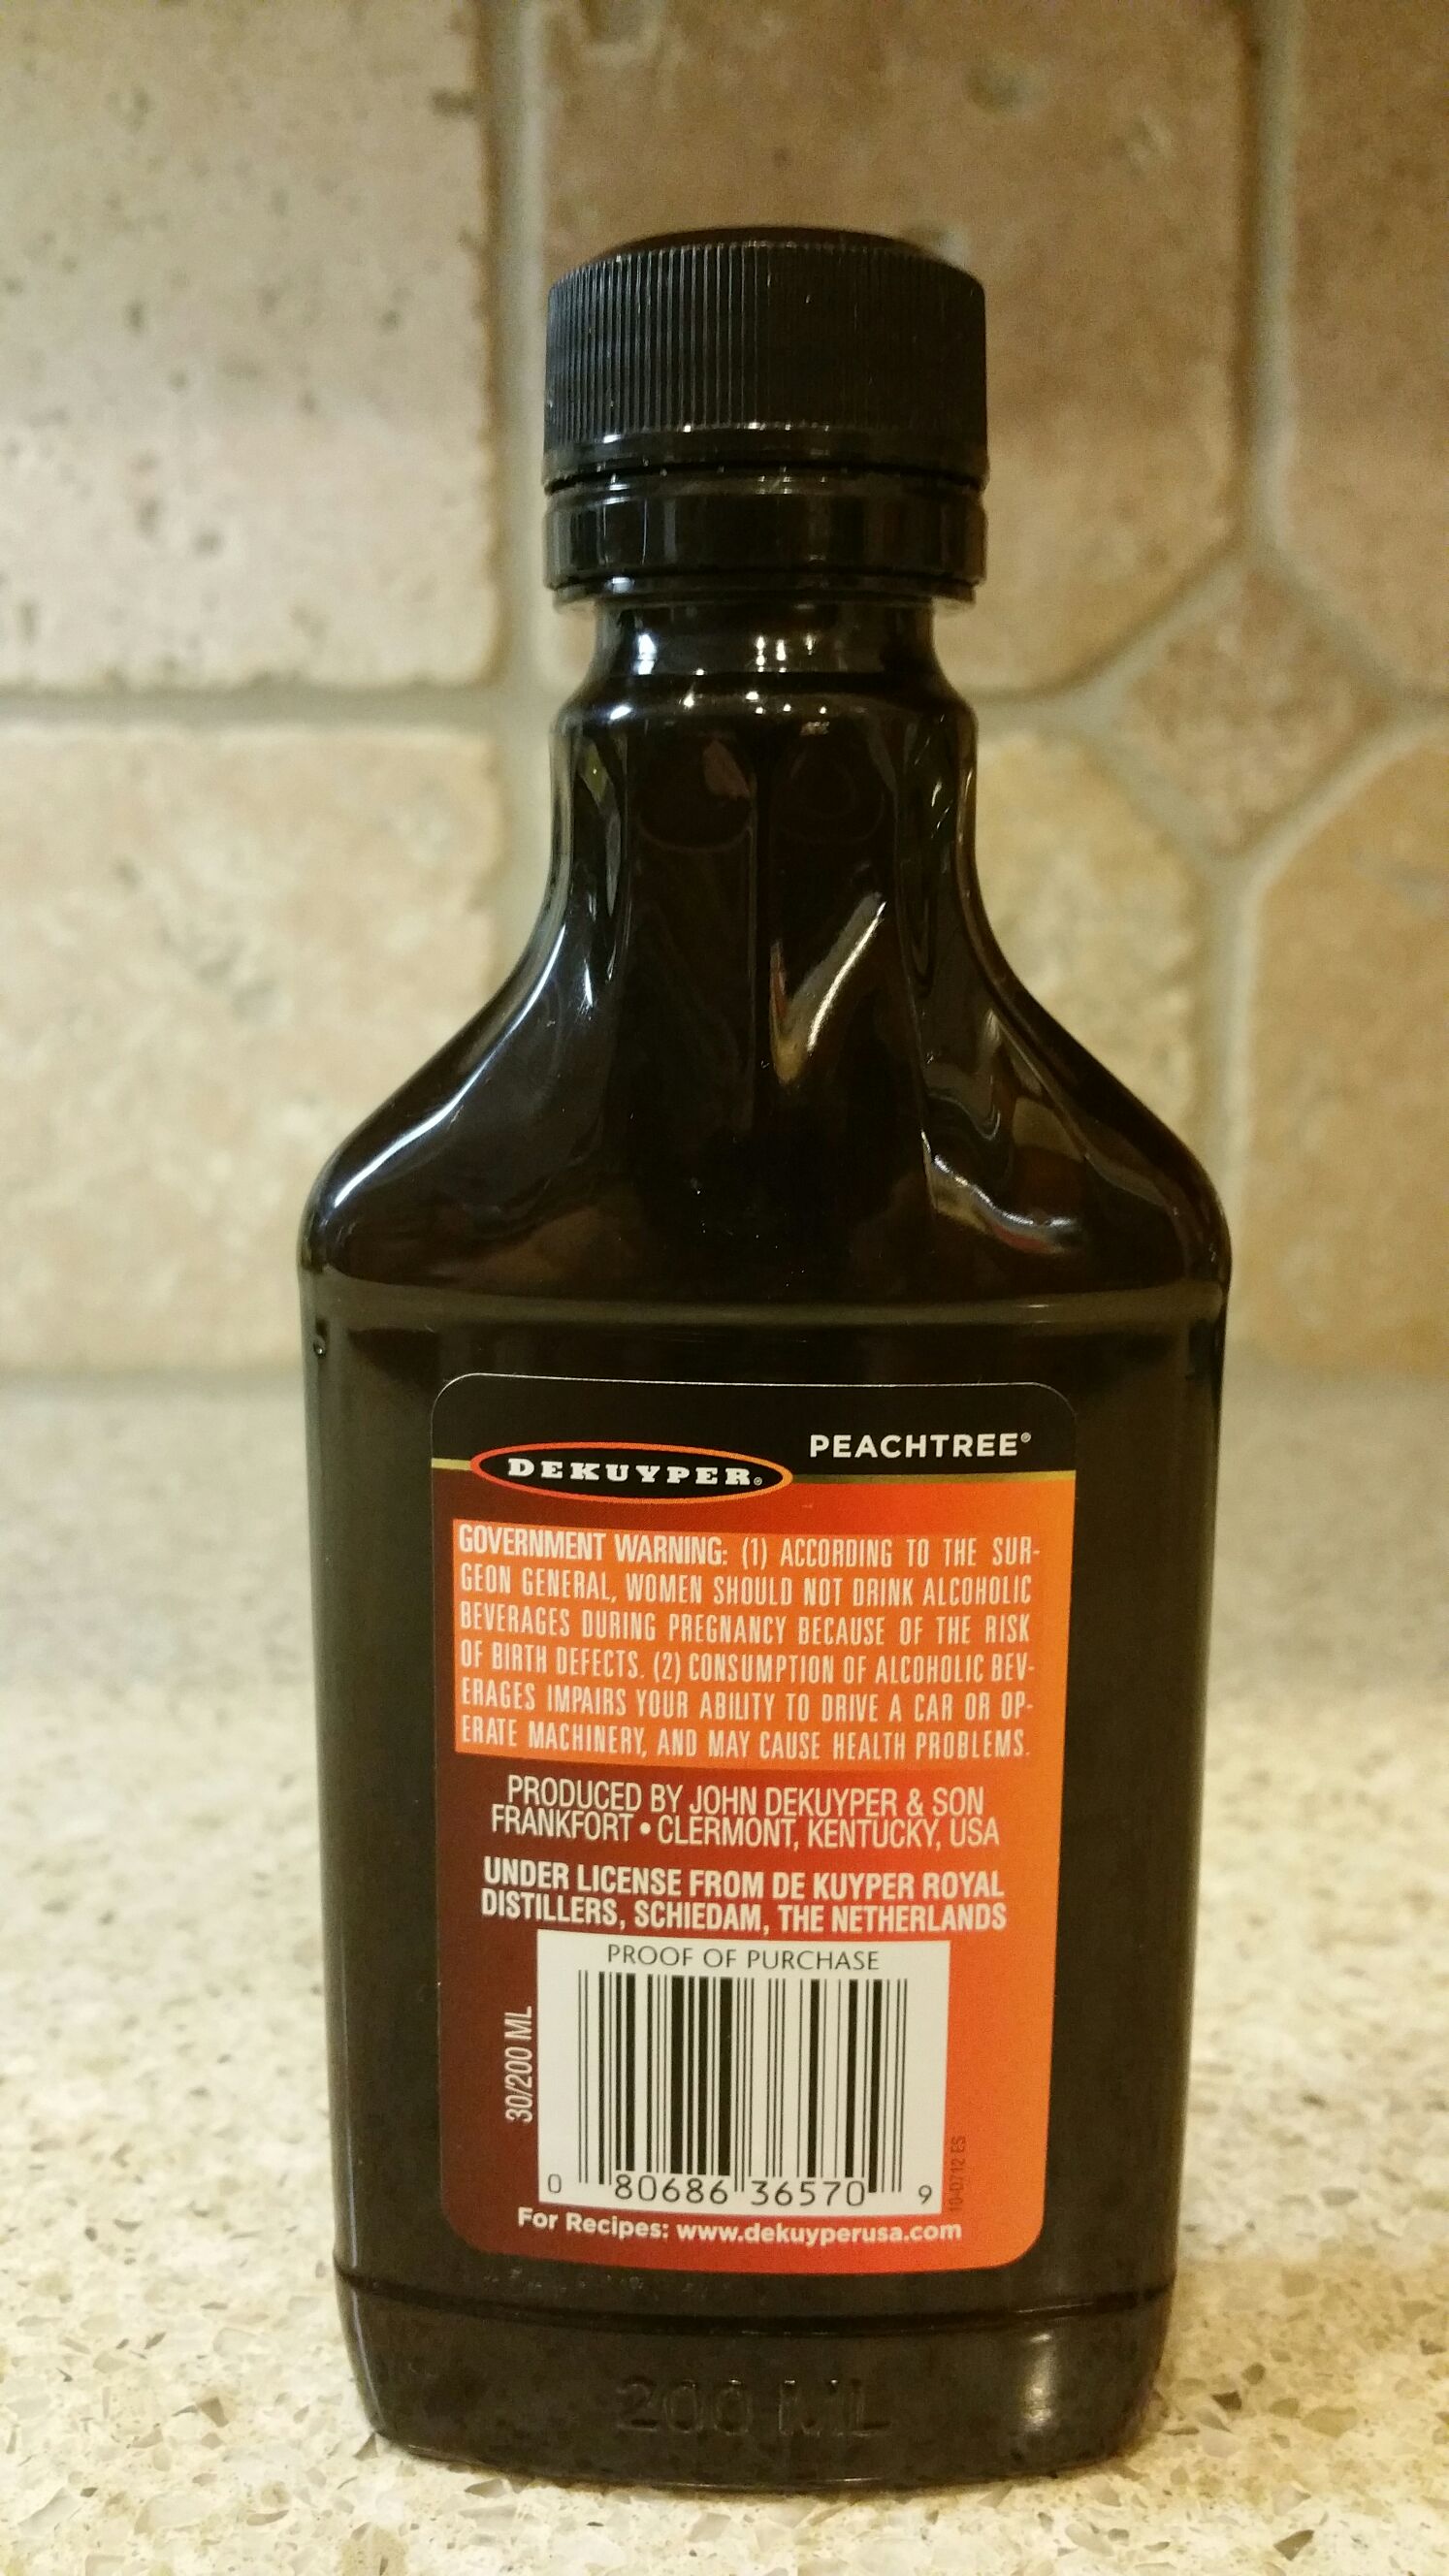 PEACHTREE®
DEKUYPER®
GOVERNMENT WARNING: (1) ACCORDING TO THE SUR-
GEON GENERAL, WOMEN SHOULD NOT DRINK ALCOHOLIC
BEVERAGES DURING PREGNANCY BECAUSE OF THE RISK
OF BIRTH DEFECTS. (2) CONSUMPTION OF ALCOHOLIC BEV-
ERAGES IMPAIRS YOUR ABILITY TO DRIVE A CAR OR OP-
ERATE MACHINERY, AND MAY CAUSE HEALTH PROBLEMS.
PRODUCED BY JOHN DEKUYPER & SON
FRANKFORT • CLERMONT, KENTUCKY, USA
UNDER LICENSE FROM DE KUYPER ROYAL
DISTILLERS, SCHIEDAM, THE NETHERLANDS
PROOF OF PURCHASE
30/200 ML
0 80686 36570 9
10-D712 ES
For Recipes: www.dekuyperusa.com
200 ML